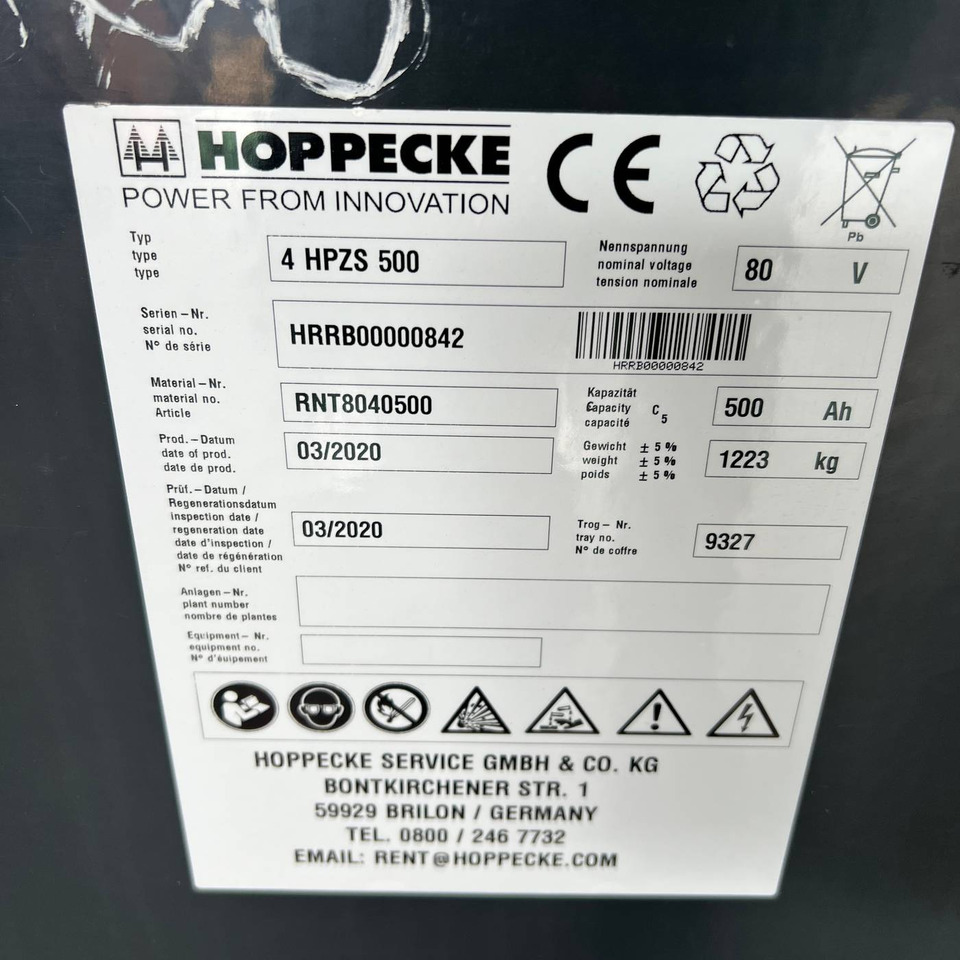 HOPPECKE
POWER FROM INNOVATION
CE
Pb
Typ
type
type
4 HPZS 500
Nennspannung
nominal voltage
tension nominale
80 V
Serien-Nr.
serial no.
N° de série
HRRB00000842
HRRB00000842
Material-Nr.
material no.
Article
RNT8040500
Kapazität
Capacity C5
capacité
500 Ah
Prod.-Datum
date of prod.
date de prod.
03/2020
Gewicht ± 5 %
weight ± 5 %
poids ± 5 %
1223 kg
Prüf.-Datum /
Regenerationsdatum
inspection date /
regeneration date
date d'inspection /
date de régénération
N° ref. du client
03/2020
Trog-Nr.
tray no.
N° de coffre
9327
Anlagen-Nr.
plant number
nombre de plantes
Equipment-Nr.
equipment no.
N° d'éuipement
HOPPECKE SERVICE GMBH & CO. KG
BONTKIRCHENER STR. 1
59929 BRILON / GERMANY
TEL. 0800 / 246 7732
EMAIL: RENT@HOPPECKE.COM